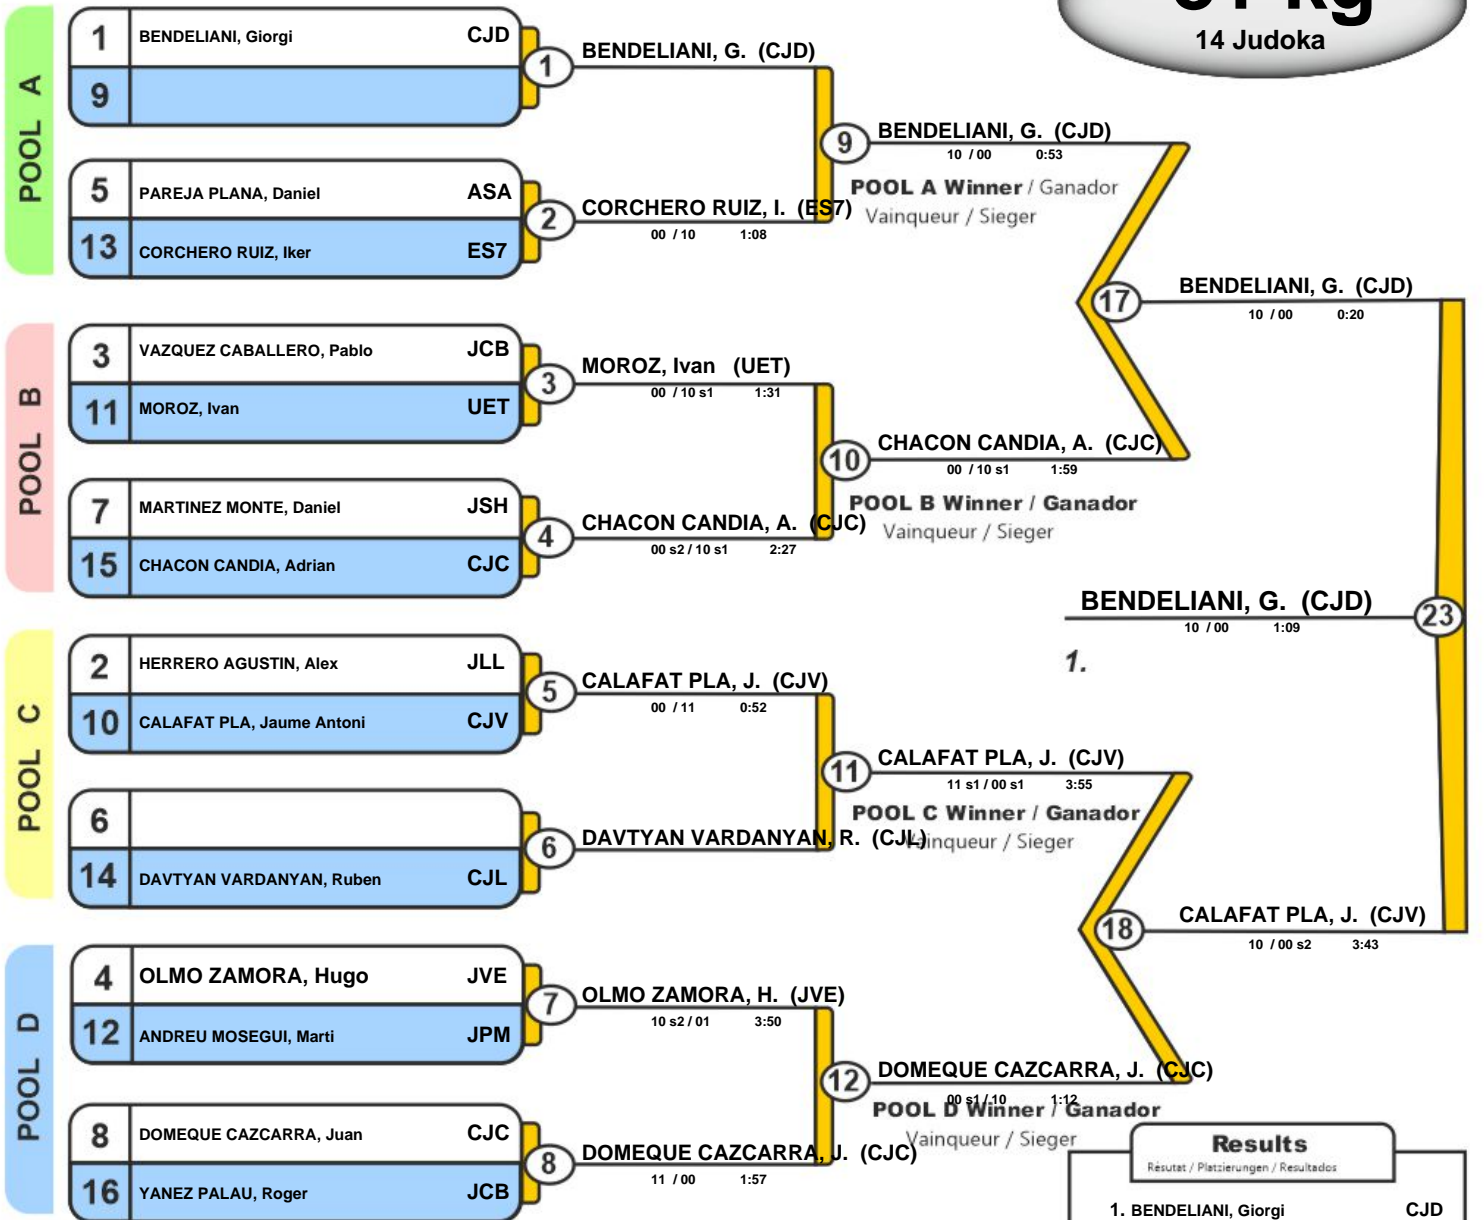 14 Judoka
POOL A
1 BENDELIANI, Giorgi CJD
9
1
BENDELIANI, G. (CJD)
5 PAREJA PLANA, Daniel ASA
13 CORCHERO RUIZ, Iker ES7
2
CORCHERO RUIZ, I. (ES7)
00 / 10 1:08
9
BENDELIANI, G. (CJD)
10 / 00 0:53
POOL A Winner / Ganador
Vainqueur / Sieger
POOL B
3 VAZQUEZ CABALLERO, Pablo JCB
11 MOROZ, Ivan UET
3
MOROZ, Ivan (UET)
00 / 10 s1 1:31
7 MARTINEZ MONTE, Daniel JSH
15 CHACON CANDIA, Adrian CJC
4
CHACON CANDIA, A. (CJC)
00 s2 / 10 s1 2:27
10
CHACON CANDIA, A. (CJC)
00 / 10 s1 1:59
POOL B Winner / Ganador
Vainqueur / Sieger
17
BENDELIANI, G. (CJD)
10 / 00 0:20
BENDELIANI, G. (CJD)
23
10 / 00 1:09
1.
POOL C
2 HERRERO AGUSTIN, Alex JLL
10 CALAFAT PLA, Jaume Antoni CJV
5
CALAFAT PLA, J. (CJV)
00 / 11 0:52
6
14 DAVTYAN VARDANYAN, Ruben CJL
6
DAVTYAN VARDANYAN, R. (CJL)
11
CALAFAT PLA, J. (CJV)
11 s1 / 00 s1 3:55
POOL C Winner / Ganador
Vainqueur / Sieger
18
CALAFAT PLA, J. (CJV)
10 / 00 s2 3:43
POOL D
4 OLMO ZAMORA, Hugo JVE
12 ANDREU MOSEGUI, Marti JPM
7
OLMO ZAMORA, H. (JVE)
10 s2 / 01 3:50
8 DOMEQUE CAZCARRA, Juan CJC
16 YANEZ PALAU, Roger JCB
8
DOMEQUE CAZCARRA, J. (CJC)
11 / 00 1:57
12
DOMEQUE CAZCARRA, J. (CJC)
00 s1 / 10 1:12
POOL D Winner / Ganador
Vainqueur / Sieger
Results
Résutat / Platzierungen / Resultados
1. BENDELIANI, Giorgi CJD